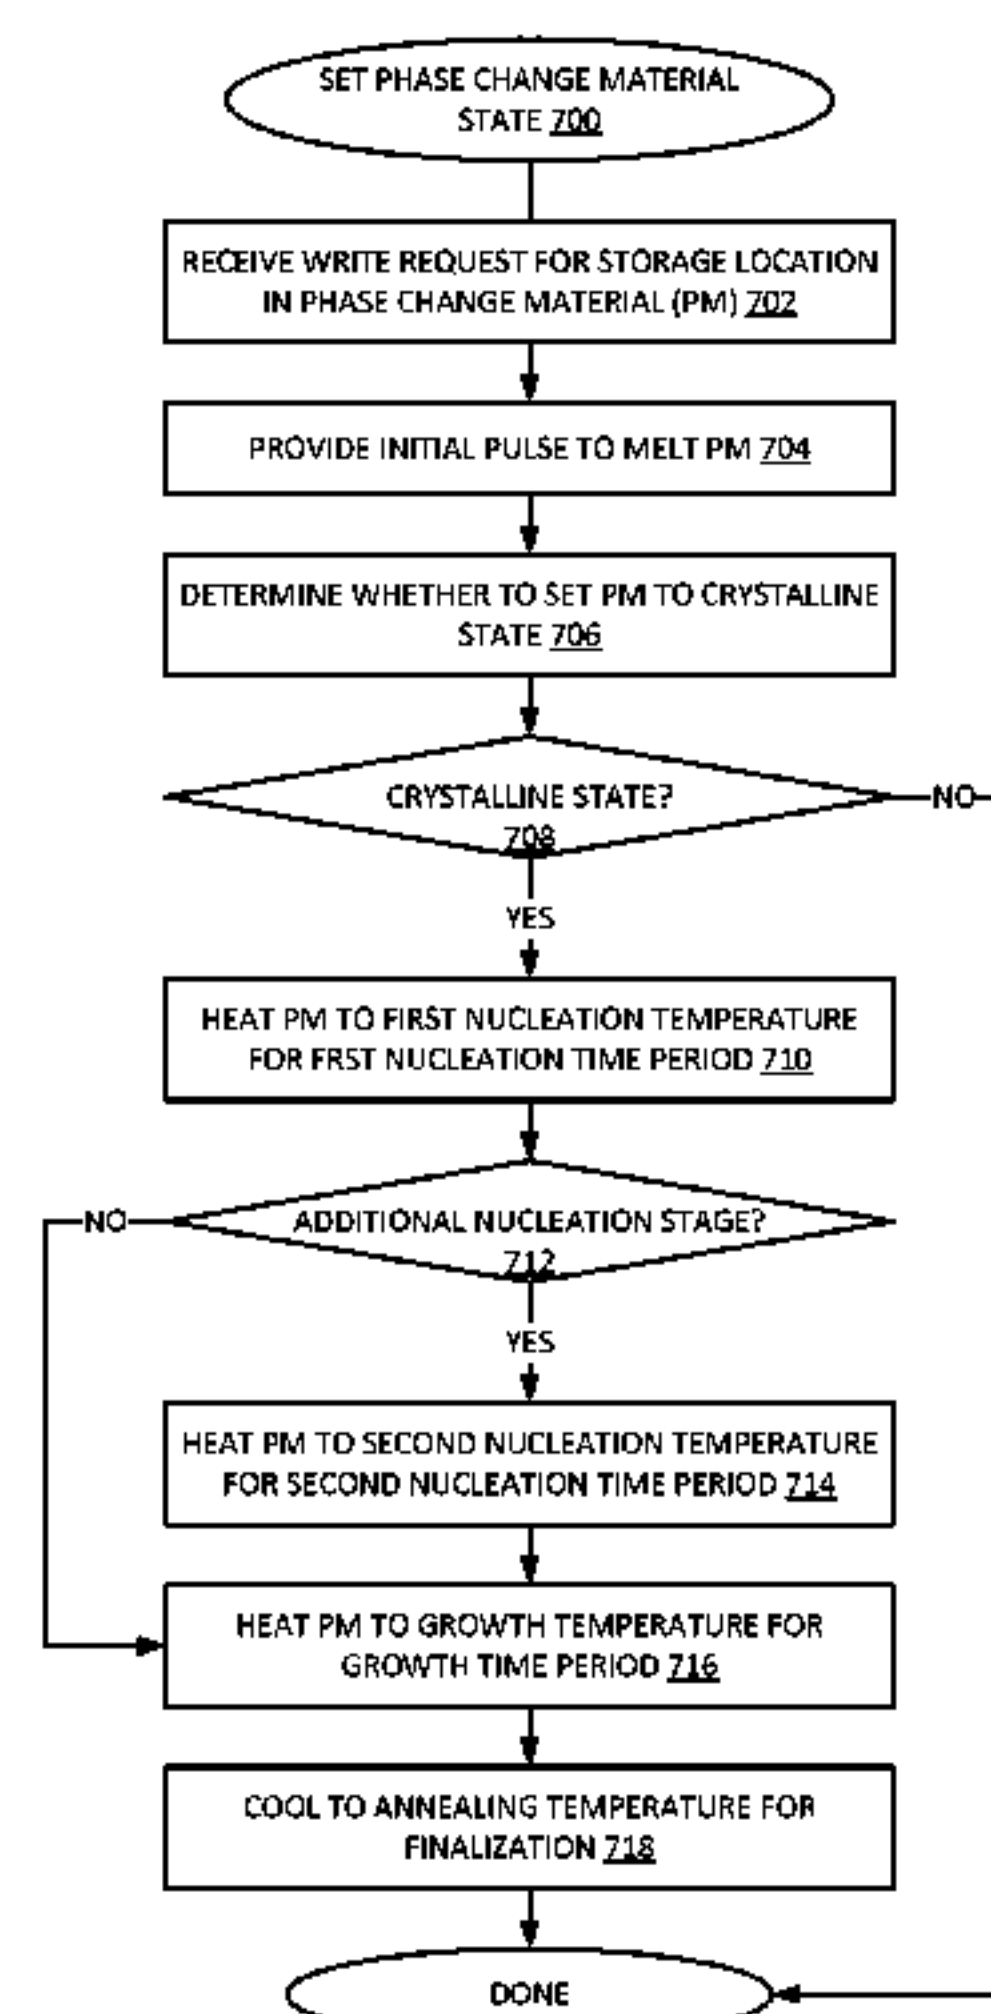 SET PHASE CHANGE MATERIAL
STATE 700
RECEIVE WRITE REQUEST FOR STORAGE LOCATION
IN PHASE CHANGE MATERIAL (PM) 702
PROVIDE INITIAL PULSE TO MELT PM 704
DETERMINE WHETHER TO SET PM TO CRYSTALLINE
STATE 706
CRYSTALLINE STATE?
NO
708
YES
HEAT PM TO FIRST NUCLEATION TEMPERATURE
FOR FRST NUCLEATION TIME PERIOD 710
NO
ADDITIONAL NUCLEATION STAGE?
712
YES
HEAT PM TO SECOND NUCLEATION TEMPERATURE
FOR SECOND NUCLEATION TIME PERIOD 714
HEAT PM TO GROWTH TEMPERATURE FOR
GROWTH TIME PERIOD 716
COOL TO ANNEALING TEMPERATURE FOR
FINALIZATION 718
DONE